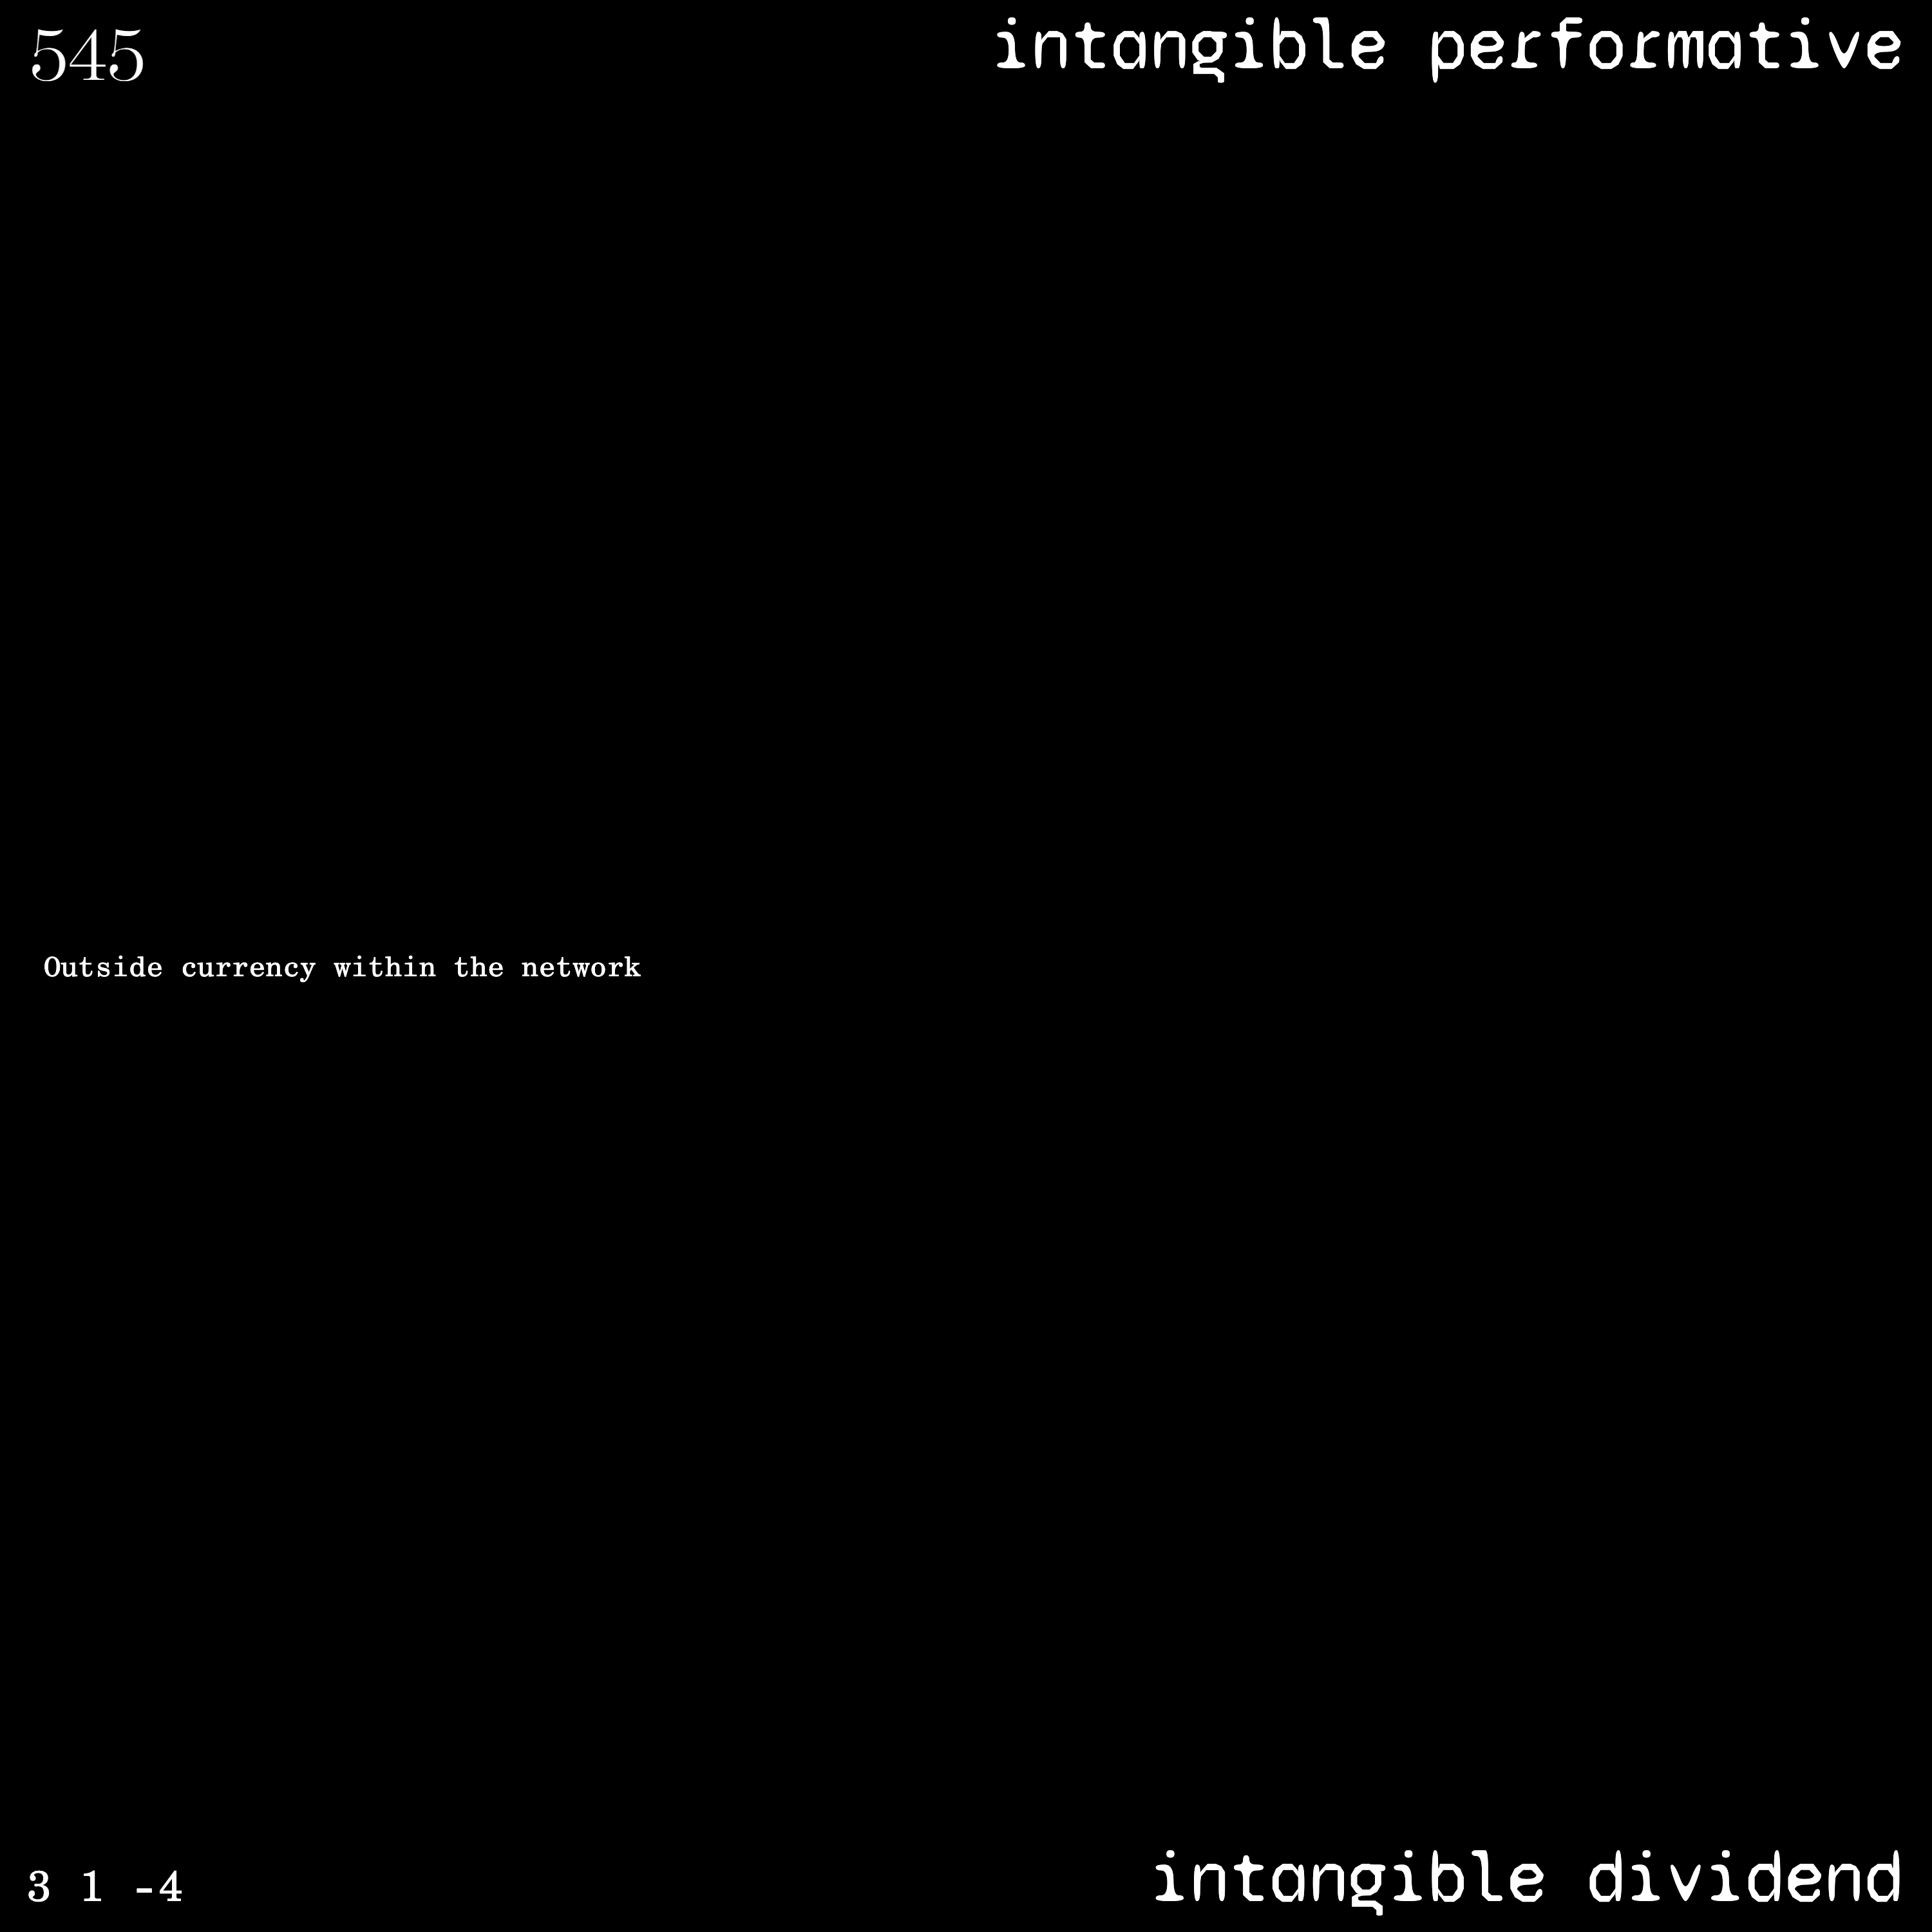 545
intangible performative
Outside currency within the network
3 1 -4
intangible dividend